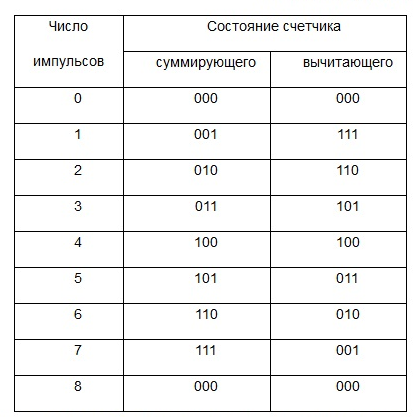 Число импульсов
Состояние счетчика
суммирующего вычитающего
0 000 000
1 001 111
2 010 110
3 011 101
4 100 100
5 101 011
6 110 010
7 111 001
8 000 000